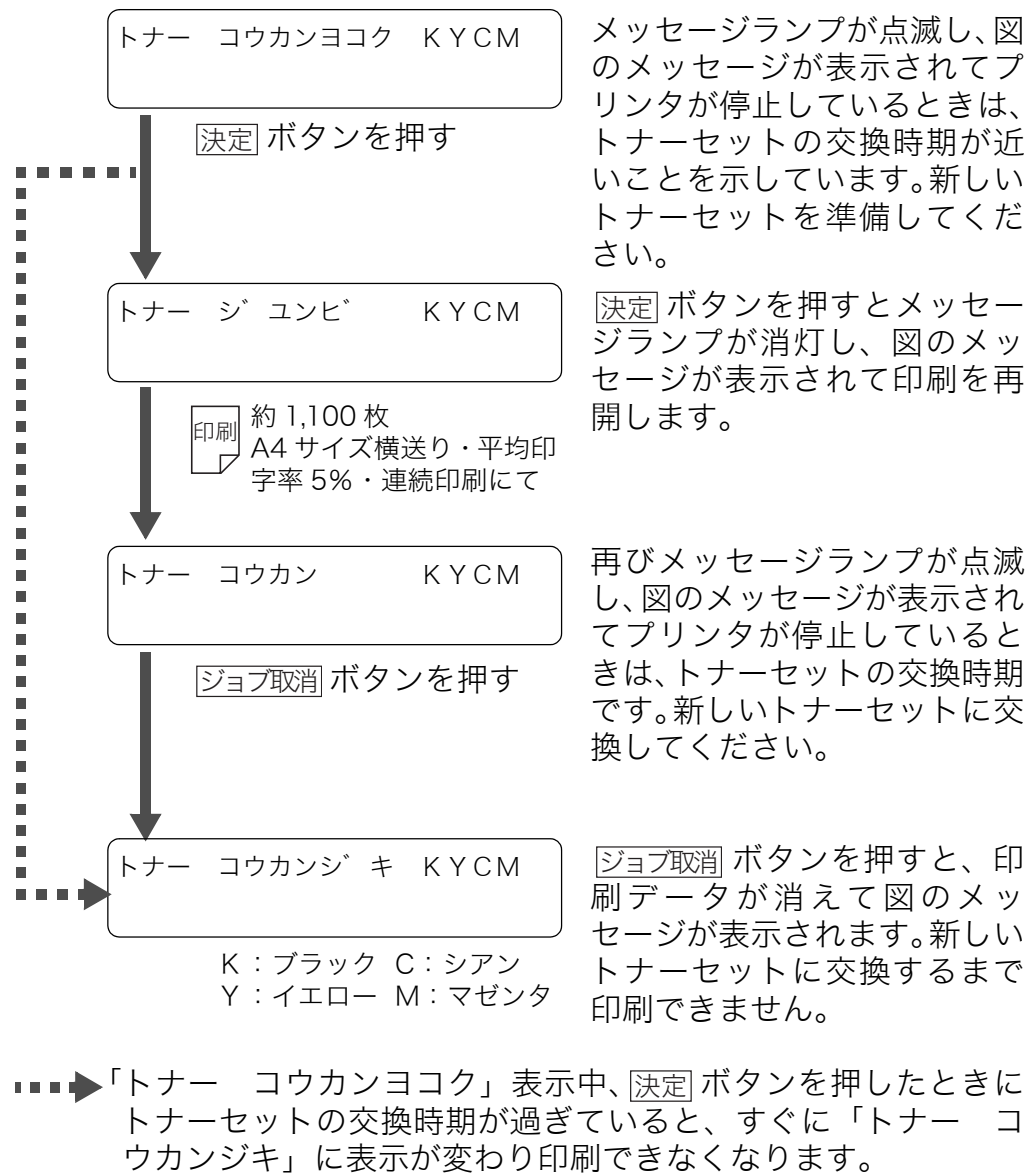 トナー　コウカンヨコク　ＫＹＣＭ
決定 ボタンを押す
メッセージランプが点滅し、図
のメッセージが表示されてプ
リンタが停止しているときは、
トナーセットの交換時期が近
いことを示しています。新しい
トナーセットを準備してくだ
さい。
トナー　ジュンビ　ＫＹＣＭ
印刷
約 1,100 枚
A4 サイズ横送り・平均印
字率 5%・連続印刷にて
決定 ボタンを押すとメッセー
ジランプが消灯し、図のメッ
セージが表示されて印刷を再
開します。
トナー　コウカン　ＫＹＣＭ
ジョブ取消 ボタンを押す
再びメッセージランプが点滅
し、図のメッセージが表示され
てプリンタが停止していると
きは、トナーセットの交換時期
です。新しいトナーセットに交
換してください。
トナー　コウカンジキ　ＫＹＣＭ
K：ブラック C：シアン
Y：イエロー M：マゼンタ
ジョブ取消 ボタンを押すと、印
刷データが消えて図のメッ
セージが表示されます。新しい
トナーセットに交換するまで
印刷できません。
「トナー　コウカンヨコク」表示中、決定 ボタンを押したときに
トナーセットの交換時期が過ぎていると、すぐに「トナー　コ
ウカンジキ」に表示が変わり印刷できなくなります。